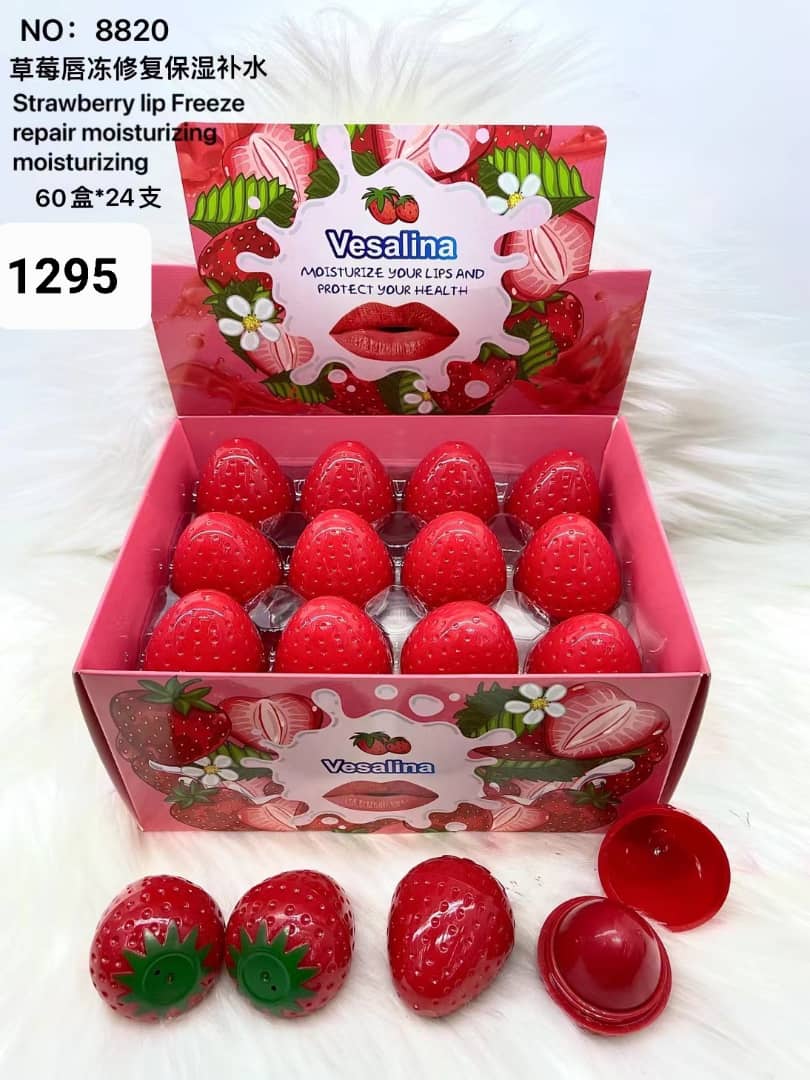 NO：8820
草莓唇冻修复保湿补水
Strawberry lip Freeze
repair moisturizing
moisturizing
60盒*24支
1295
Vesalina
MOISTURIZE YOUR LIPS AND
PROTECT YOUR HEALTH
Vesalina